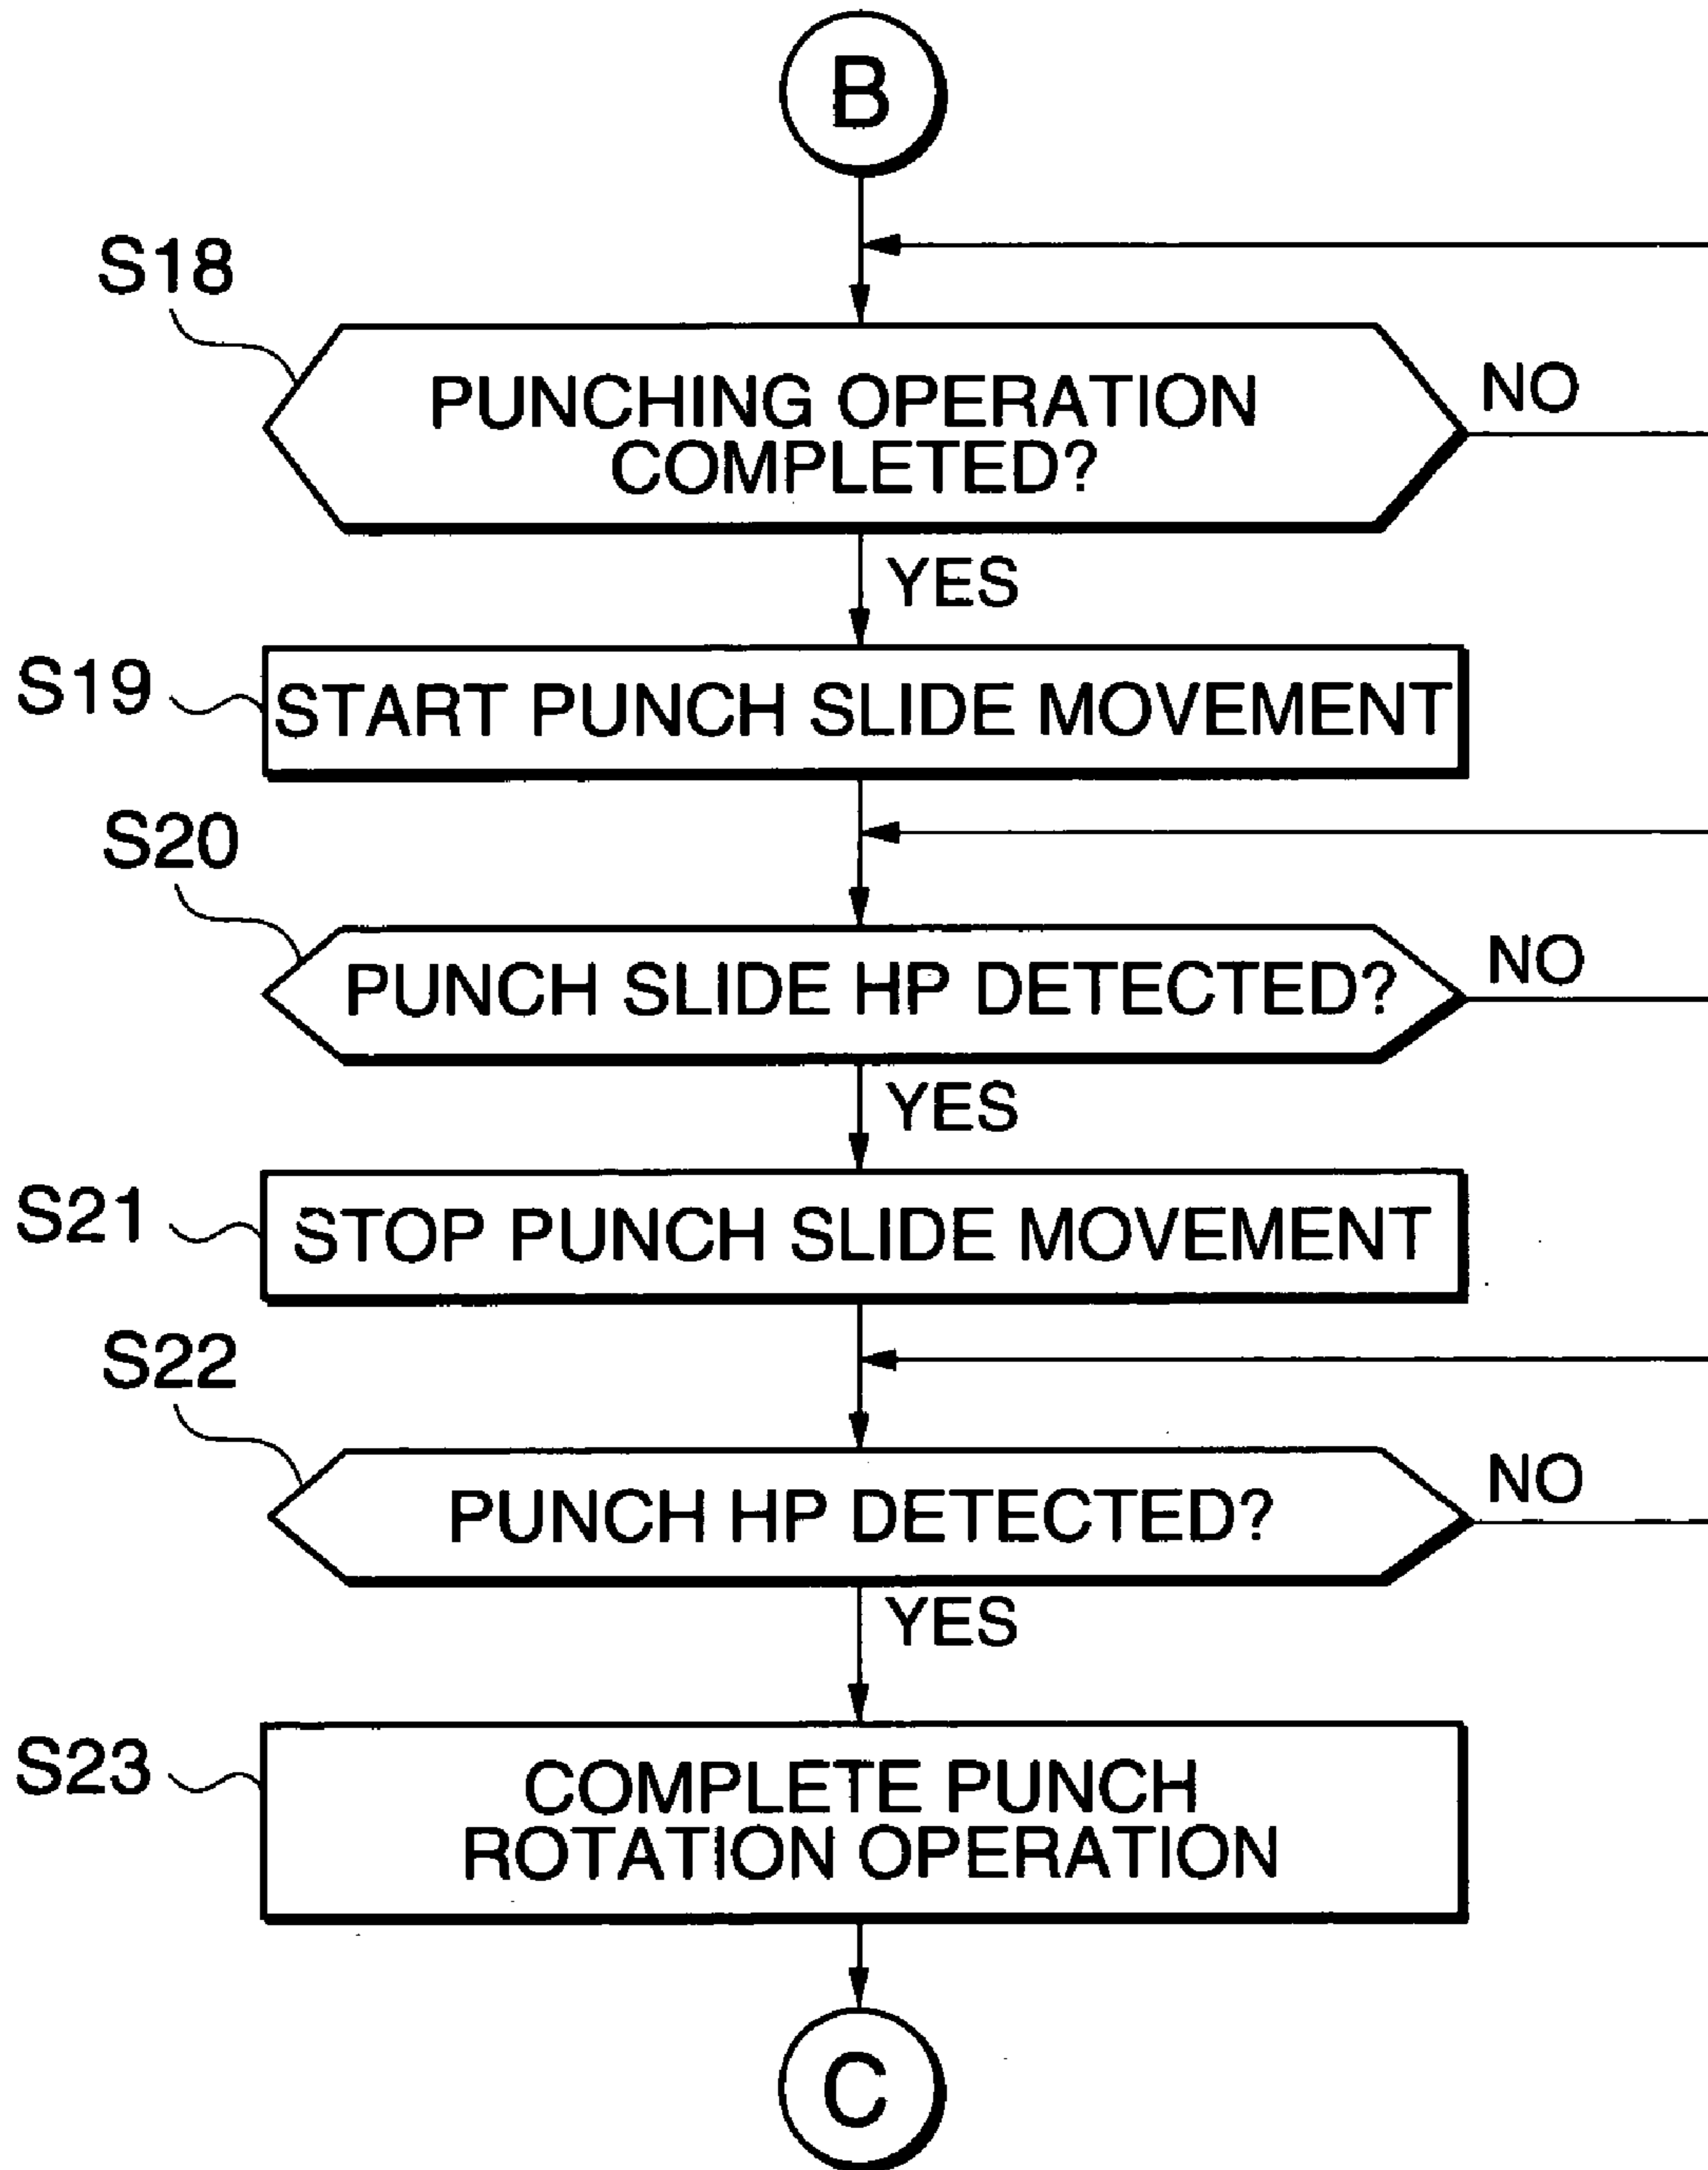 B
S18
PUNCHING OPERATION
COMPLETED?
NO
YES
S19
START PUNCH SLIDE MOVEMENT
S20
PUNCH SLIDE HP DETECTED?
NO
YES
S21
STOP PUNCH SLIDE MOVEMENT
S22
PUNCH HP DETECTED?
NO
YES
S23
COMPLETE PUNCH
ROTATION OPERATION
C